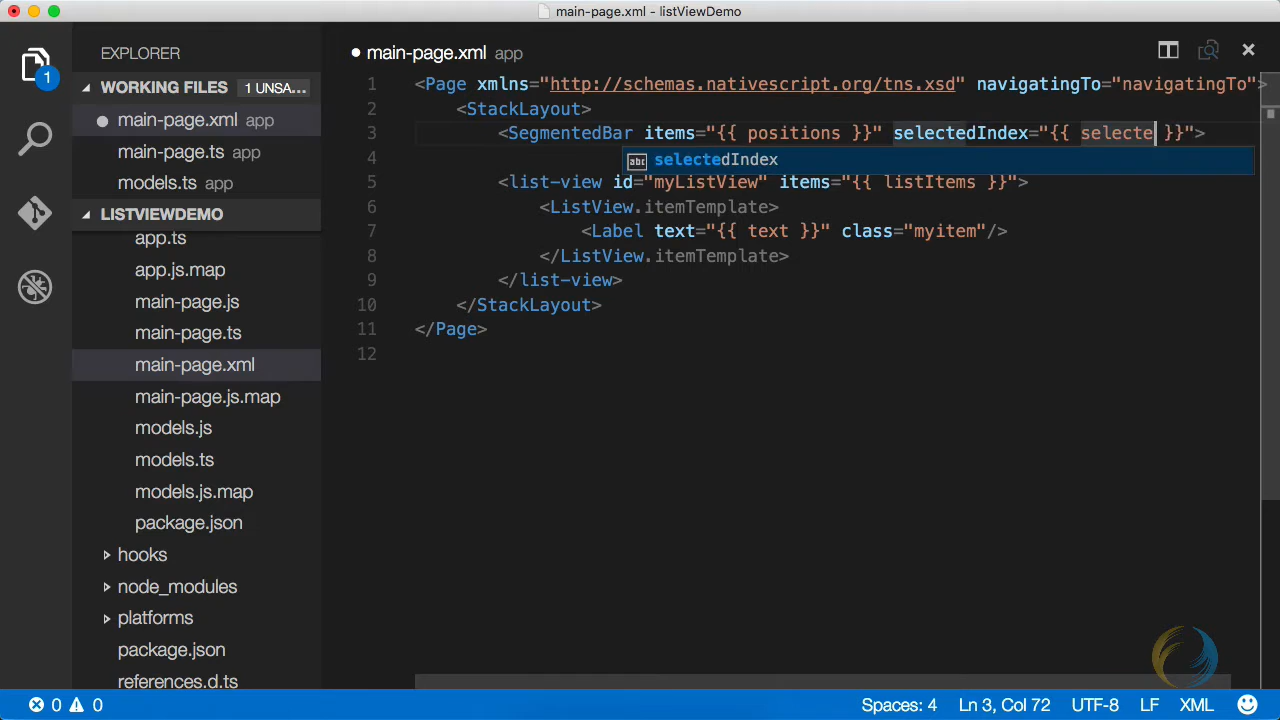 main-page.xml - listViewDemo
EXPLORER
WORKING FILES 1 UNSA...
main-page.xml app
main-page.ts app
models.ts app
LISTVIEWDEMO
app.ts
app.js.map
main-page.js
main-page.ts
main-page.xml
main-page.js.map
models.js
models.ts
models.js.map
package.json
hooks
node_modules
platforms
package.json
references.d.ts
1
main-page.xml app
1 <Page xmlns="http://schemas.nativescript.org/tns.xsd" navigatingTo="navigatingTo">
2 <StackLayout>
3 <SegmentedBar items="{{ positions }}" selectedIndex="{{ selecte }}">
abc selectedIndex
4
5 <list-view id="myListView" items="{{ listItems }}">
6 <ListView.itemTemplate>
7 <Label text="{{ text }}" class="myitem"/>
8 </ListView.itemTemplate>
9 </list-view>
10 </StackLayout>
11 </Page>
12
0 0 Spaces: 4 Ln 3, Col 72 UTF-8 LF XML